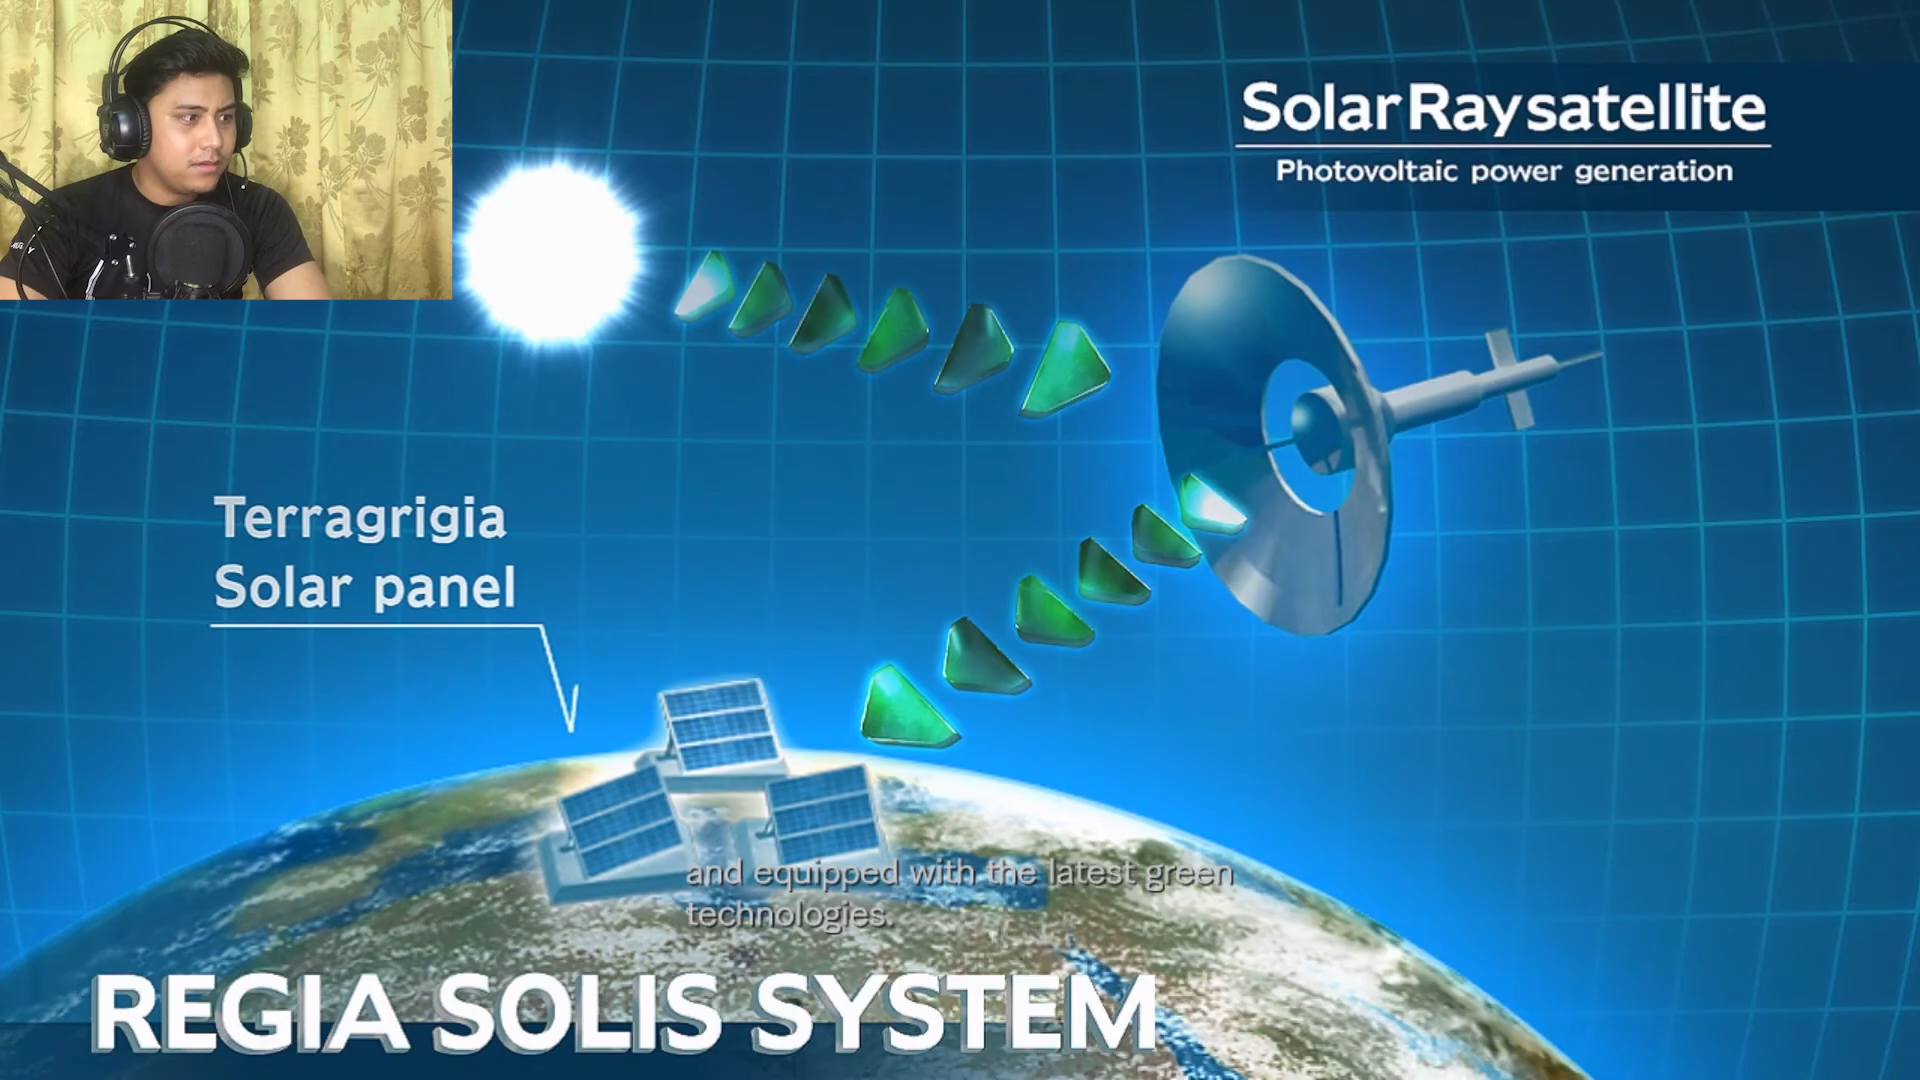 Solar Ray satellite
Photovoltaic power generation
Terragrigia
Solar panel
and equipped with the latest green
technologies.
REGIA SOLIS SYSTEM